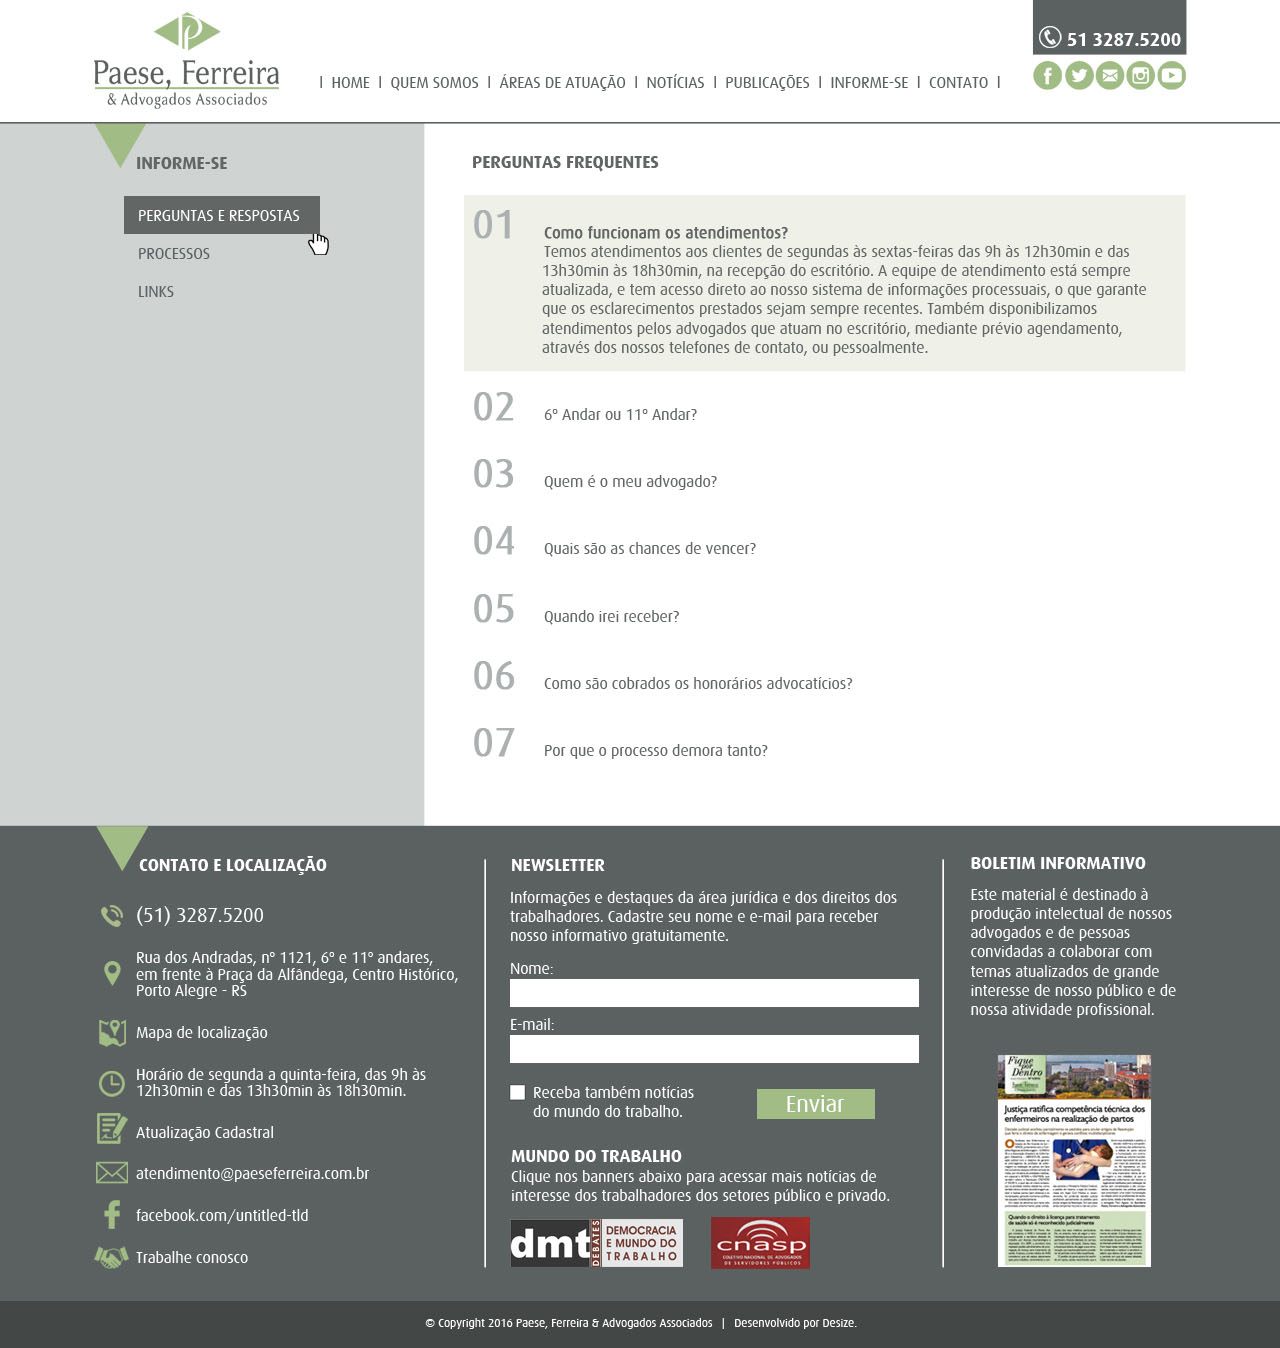 Paese, Ferreira
& Advogados Associados
| HOME | QUEM SOMOS | ÁREAS DE ATUAÇÃO | NOTÍCIAS | PUBLICAÇÕES | INFORME-SE | CONTATO |
51 3287.5200
INFORME-SE
PERGUNTAS E RESPOSTAS
PROCESSOS
LINKS
PERGUNTAS FREQUENTES
01
Como funcionam os atendimentos?
Temos atendimentos aos clientes de segundas às sextas-feiras das 9h às 12h30min e das
13h30min às 18h30min, na recepção do escritório. A equipe de atendimento está sempre
atualizada, e tem acesso direto ao nosso sistema de informações processuais, o que garante
que os esclarecimentos prestados sejam sempre recentes. Também disponibilizamos
atendimentos pelos advogados que atuam no escritório, mediante prévio agendamento,
através dos nossos telefones de contato, ou pessoalmente.
02 6º Andar ou 11º Andar?
03 Quem é o meu advogado?
04 Quais são as chances de vencer?
05 Quando irei receber?
06 Como são cobrados os honorários advocatícios?
07 Por que o processo demora tanto?
CONTATO E LOCALIZAÇÃO
(51) 3287.5200
Rua dos Andradas, nº 1121, 6º e 11º andares,
em frente à Praça da Alfândega, Centro Histórico,
Porto Alegre - RS
Mapa de localização
Horário de segunda a quinta-feira, das 9h às
12h30min e das 13h30min às 18h30min.
Atualização Cadastral
atendimento@paeseferreira.com.br
facebook.com/untitled-tld
Trabalhe conosco
NEWSLETTER
Informações e destaques da área jurídica e dos direitos dos
trabalhadores. Cadastre seu nome e e-mail para receber
nosso informativo gratuitamente.
Nome:
E-mail:
Receba também notícias
do mundo do trabalho.
Enviar
MUNDO DO TRABALHO
Clique nos banners abaixo para acessar mais notícias de
interesse dos trabalhadores dos setores público e privado.
dmt
DEBATES
DEMOCRACIA
E MUNDO DO
TRABALHO
cnasp
COLETIVO NACIONAL DE ADVOGADOS
DE SERVIDORES PÚBLICOS
BOLETIM INFORMATIVO
Este material é destinado à
produção intelectual de nossos
advogados e de pessoas
convidadas a colaborar com
temas atualizados de grande
interesse de nosso público e de
nossa atividade profissional.
Fique
por
Dentro
Justiça ratifica competência técnica dos
enfermeiros na realização de partos
Quando o direito à licença para tratamento
de saúde só é reconhecido judicialmente
© Copyright 2016 Paese, Ferreira & Advogados Associados | Desenvolvido por Desize.